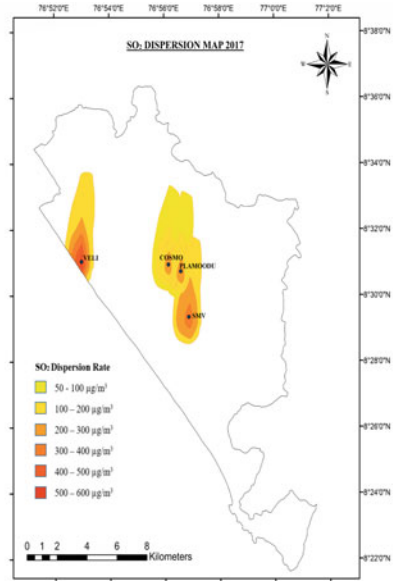 76°52'0"E 76°54'0"E 76°56'0"E 76°58'0"E 77°0'0"E 77°2'0"E
SO₂ DISPERSION MAP 2017
N
W E
S
8°38'0"N
8°36'0"N
8°34'0"N
8°32'0"N
8°30'0"N
8°28'0"N
8°26'0"N
8°24'0"N
8°22'0"N
VELI
COSMO
PLAMOODU
NMV
SO₂ Dispersion Rate
50 - 100 µg/m³
100 – 200 µg/m³
200 – 300 µg/m³
300 – 400 µg/m³
400 – 500 µg/m³
500 – 600 µg/m³
0 1 2 4 6 8
Kilometers